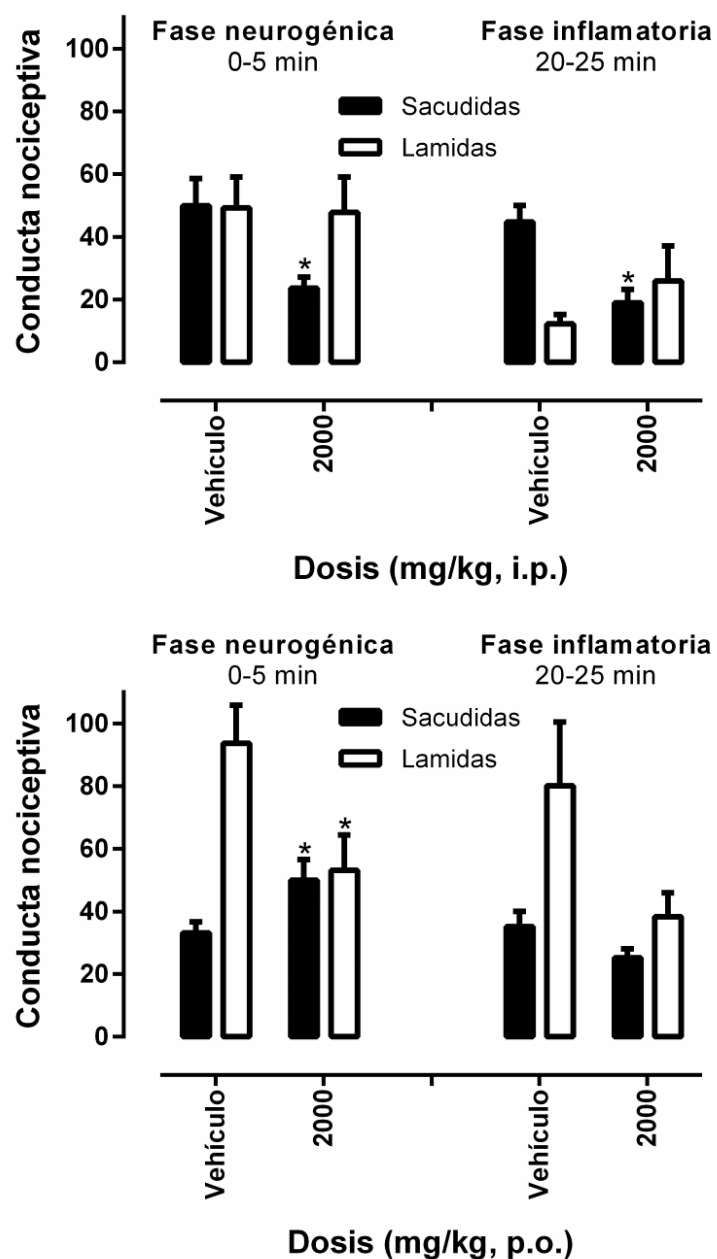 Fase neurogénica
0-5 min
Fase inflamatoria
20-25 min
Sacudidas
Lamidas
Conducta nociceptiva
100
80
60
40
20
0
*
*
Vehículo
2000
Vehículo
2000
Dosis (mg/kg, i.p.)
Fase neurogénica
0-5 min
Fase inflamatoria
20-25 min
Sacudidas
Lamidas
Conducta nociceptiva
100
80
60
40
20
0
*
*
Vehículo
2000
Vehículo
2000
Dosis (mg/kg, p.o.)